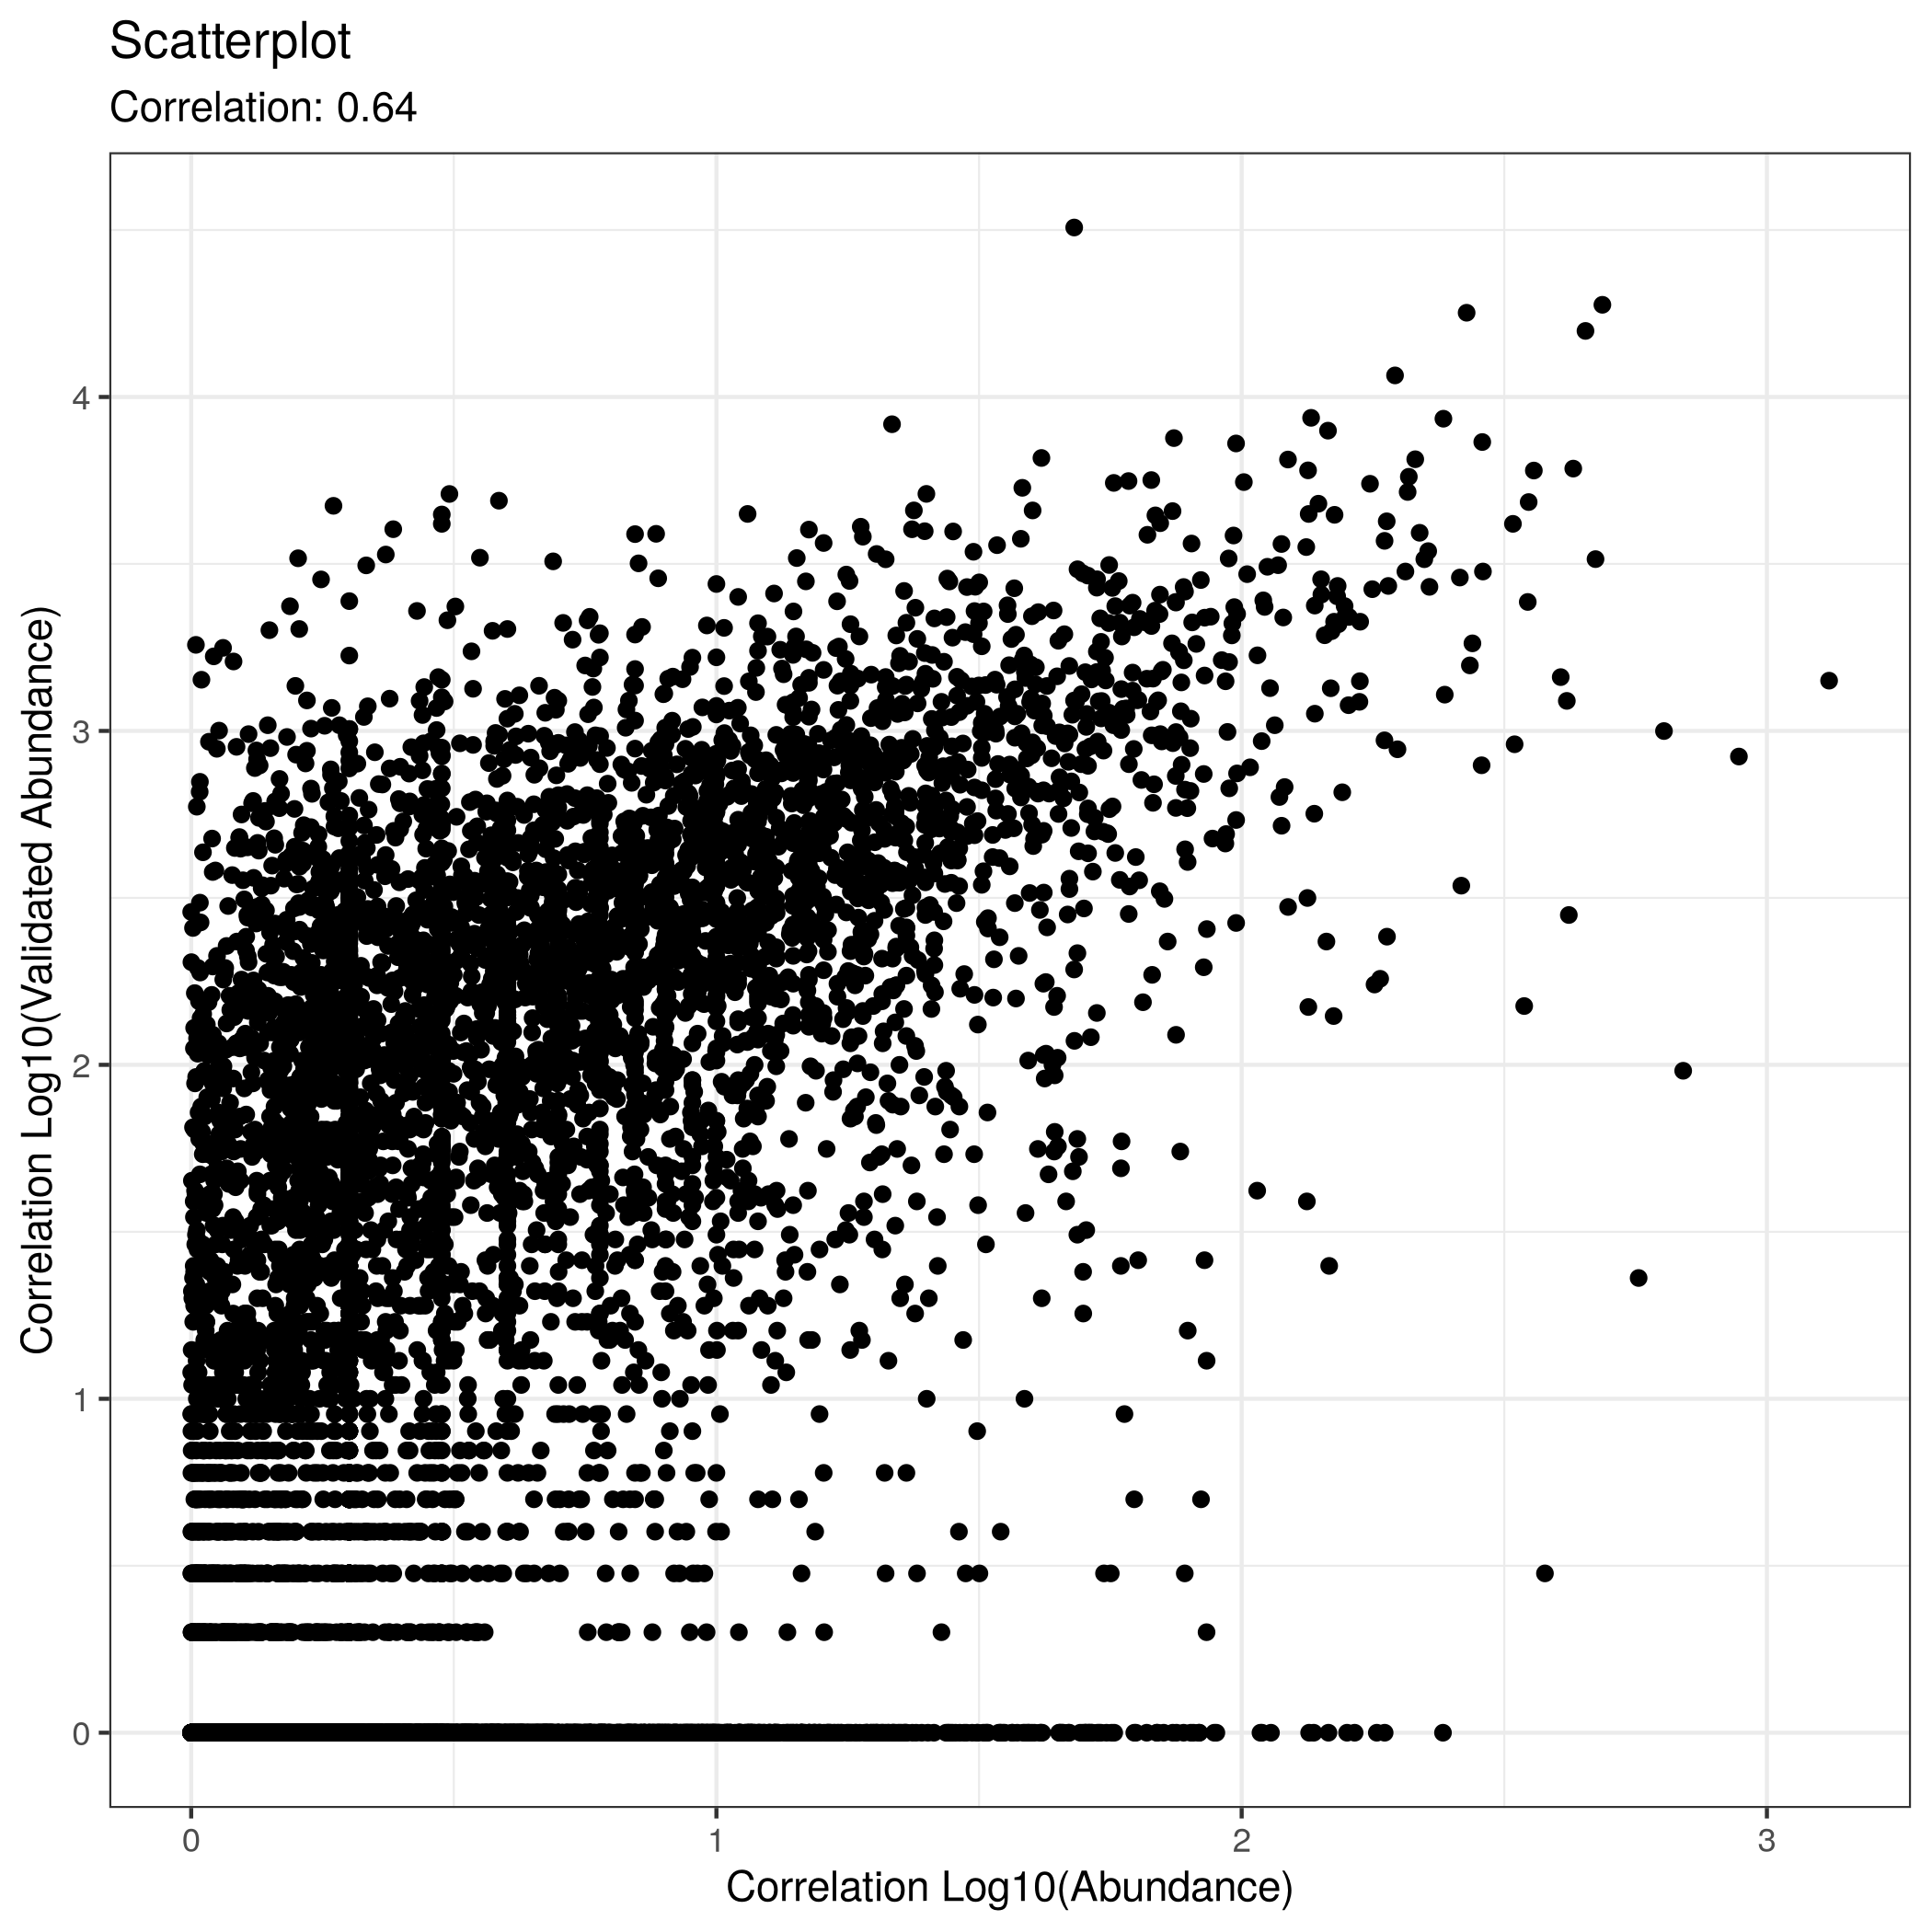 Scatterplot
Correlation: 0.64
Correlation Log10(Validated Abundance)
4
3
2
1
0
0
1
2
3
Correlation Log10(Abundance)